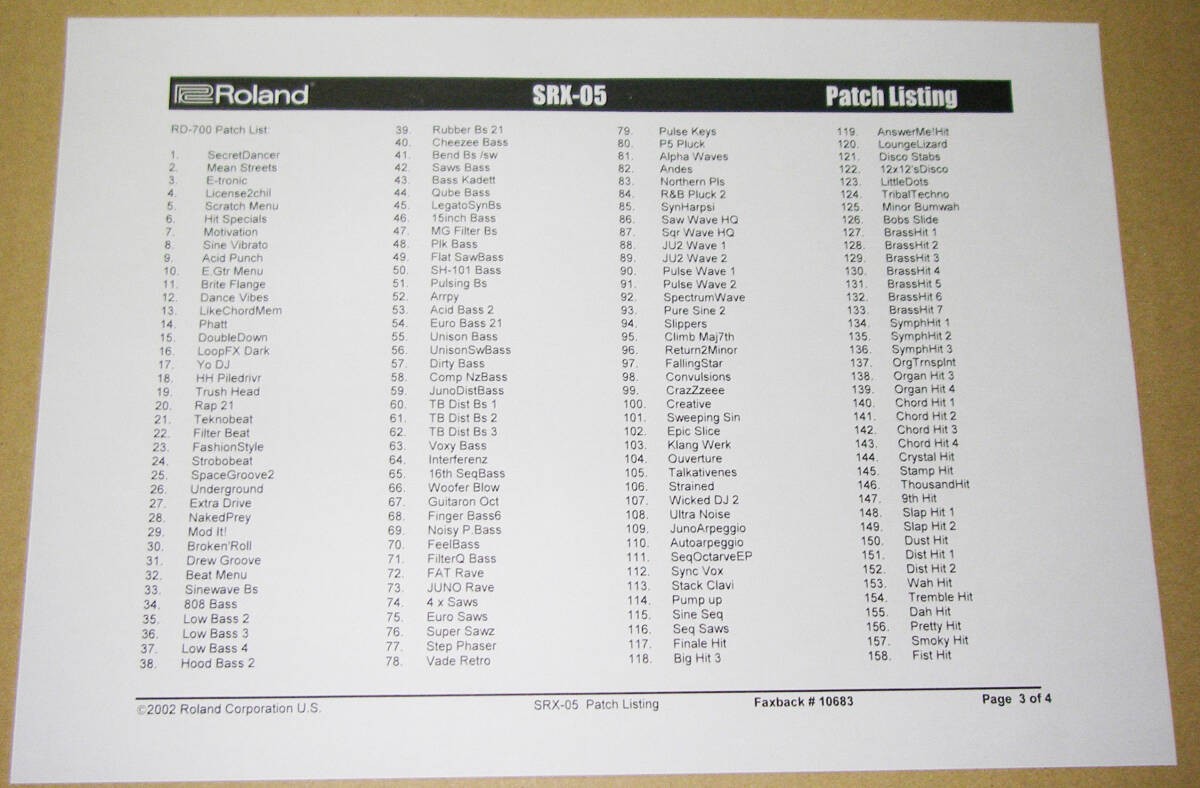 Roland SRX-05 Patch Listing
RD-700 Patch List:
1. SecretDancer
2. Mean Streets
3. E-tronic
4. License2chil
5. Scratch Menu
6. Hit Specials
7. Motivation
8. Sine Vibrato
9. Acid Punch
10. E.Gtr Menu
11. Brite Flange
12. Dance Vibes
13. LikeChordMem
14. Phatt
15. DoubleDown
16. LoopFX Dark
17. Yo DJ
18. HH Piledrivr
19. Trush Head
20. Rap 21
21. Teknobeat
22. Filter Beat
23. FashionStyle
24. Strobobeat
25. SpaceGroove2
26. Underground
27. Extra Drive
28. NakedPrey
29. Mod It!
30. Broken'Roll
31. Drew Groove
32. Beat Menu
33. Sinewave Bs
34. 808 Bass
35. Low Bass 2
36. Low Bass 3
37. Low Bass 4
38. Hood Bass 2
39. Rubber Bs 21
40. Cheezee Bass
41. Bend Bs /sw
42. Saws Bass
43. Bass Kadett
44. Qube Bass
45. LegatoSynBs
46. 15inch Bass
47. MG Filter Bs
48. Plk Bass
49. Flat SawBass
50. SH-101 Bass
51. Pulsing Bs
52. Arrpy
53. Acid Bass 2
54. Euro Bass 21
55. Unison Bass
56. UnisonSwBass
57. Dirty Bass
58. Comp NzBass
59. JunoDistBass
60. TB Dist Bs 1
61. TB Dist Bs 2
62. TB Dist Bs 3
63. Voxy Bass
64. Interferenz
65. 16th SeqBass
66. Woofer Blow
67. Guitaron Oct
68. Finger Bass6
69. Noisy P.Bass
70. FeelBass
71. FilterQ Bass
72. FAT Rave
73. JUNO Rave
74. 4 x Saws
75. Euro Saws
76. Super Sawz
77. Step Phaser
78. Vade Retro
79. Pulse Keys
80. P5 Pluck
81. Alpha Waves
82. Andes
83. Northern Pls
84. R&B Pluck 2
85. SynHarpsi
86. Saw Wave HQ
87. Sqr Wave HQ
88. JU2 Wave 1
89. JU2 Wave 2
90. Pulse Wave 1
91. Pulse Wave 2
92. SpectrumWave
93. Pure Sine 2
94. Slippers
95. Climb Maj7th
96. Return2Minor
97. FallingStar
98. Convulsions
99. CrazZzeee
100. Creative
101. Sweeping Sin
102. Epic Slice
103. Klang Werk
104. Ouverture
105. Talkativenes
106. Strained
107. Wicked DJ 2
108. Ultra Noise
109. JunoArpeggio
110. Autoarpeggio
111. SeqOctarveEP
112. Sync Vox
113. Stack Clavi
114. Pump up
115. Sine Seq
116. Seq Saws
117. Finale Hit
118. Big Hit 3
119. AnswerMe!Hit
120. LoungeLizard
121. Disco Stabs
122. 12x12'sDisco
123. LittleDots
124. TribalTechno
125. Minor Bumwah
126. Bobs Slide
127. BrassHit 1
128. BrassHit 2
129. BrassHit 3
130. BrassHit 4
131. BrassHit 5
132. BrassHit 6
133. BrassHit 7
134. SymphHit 1
135. SymphHit 2
136. SymphHit 3
137. OrgTrnsplnt
138. Organ Hit 3
139. Organ Hit 4
140. Chord Hit 1
141. Chord Hit 2
142. Chord Hit 3
143. Chord Hit 4
144. Crystal Hit
145. Stamp Hit
146. ThousandHit
147. 9th Hit
148. Slap Hit 1
149. Slap Hit 2
150. Dust Hit
151. Dist Hit 1
152. Dist Hit 2
153. Wah Hit
154. Tremble Hit
155. Dah Hit
156. Pretty Hit
157. Smoky Hit
158. Fist Hit
©2002 Roland Corporation U.S. SRX-05 Patch Listing Faxback # 10683 Page 3 of 4